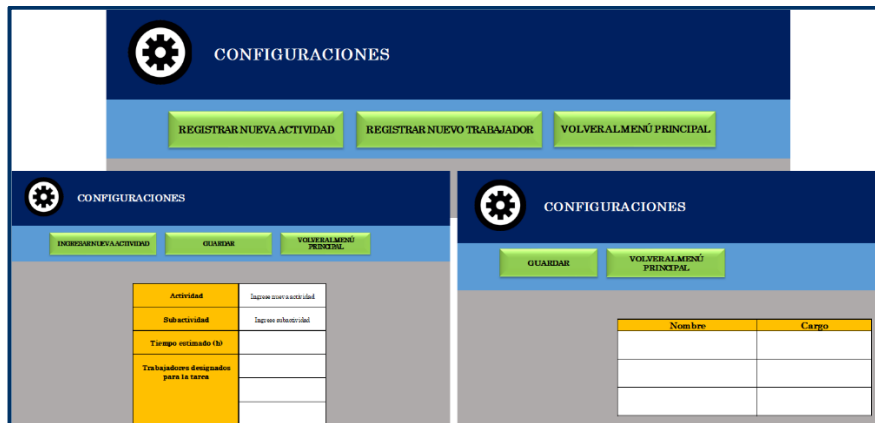 CONFIGURACIONES
REGISTRAR NUEVA ACTIVIDAD
REGISTRAR NUEVO TRABAJADOR
VOLVER AL MENÚ PRINCIPAL
CONFIGURACIONES
INGRESAR NUEVA ACTIVIDAD
GUARDAR
VOLVER AL MENÚ
PRINCIPAL
Actividad
Ingrese nueva actividad
Subactividad
Ingrese subactividad
Tiempo estimado (h)
Trabajadores designados
para la tarea
CONFIGURACIONES
GUARDAR
VOLVER AL MENÚ
PRINCIPAL
Nombre
Cargo